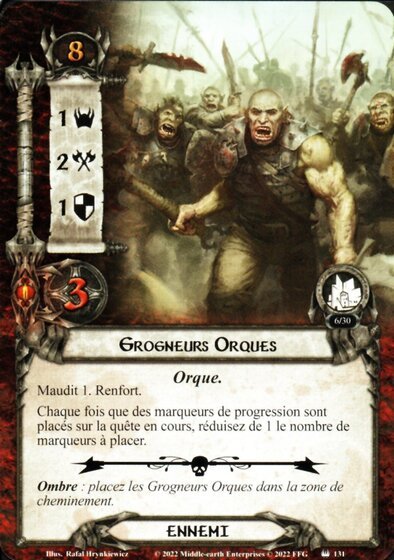 8
1
2
1
3
6/30
Grogneurs Orques
Orque.
Maudit 1. Renfort.
Chaque fois que des marqueurs de progression sont
placés sur la quête en cours, réduisez de 1 le nombre de
marqueurs à placer.
Ombre : placez les Grogneurs Orques dans la zone de
cheminement.
ENNEMI
Illus. Rafał Hrynkiewicz © 2022 Middle-earth Enterprises © 2022 FFG 131